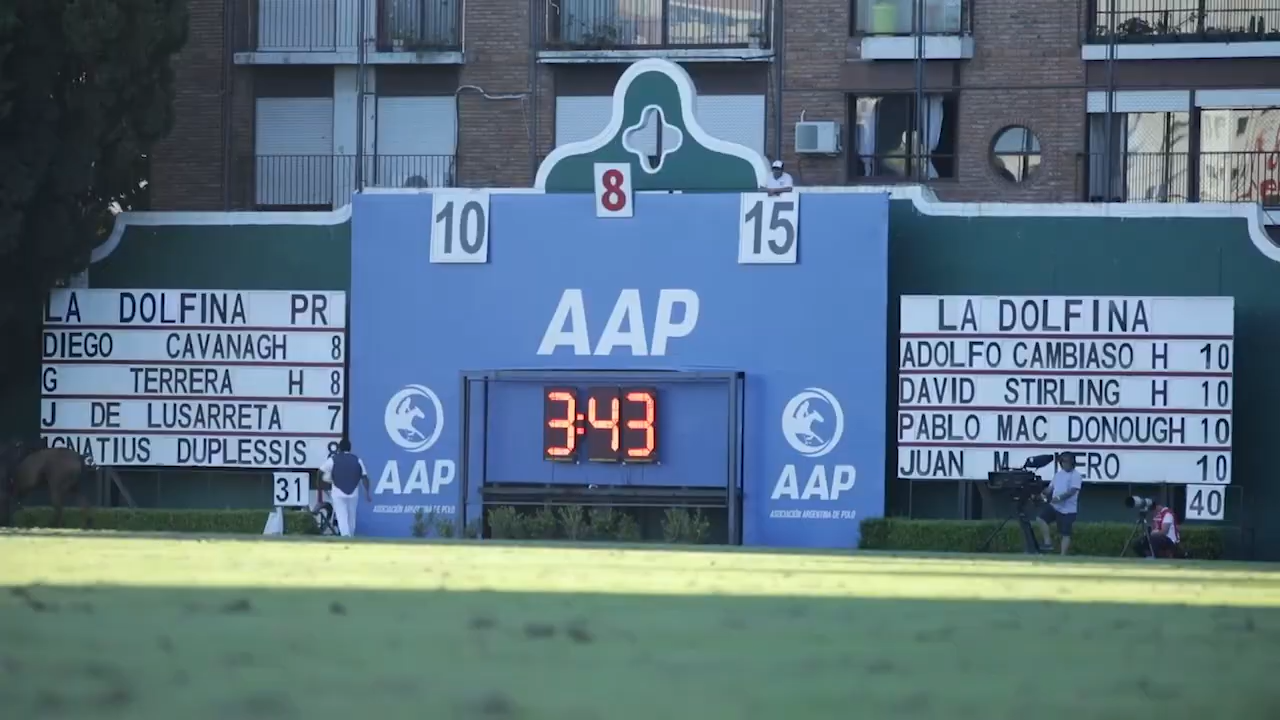 8
10
15
AAP
LA DOLFINA PR
DIEGO CAVANAGH 8
G TERRERA H 8
J DE LUSARRETA 7
IGNATIUS DUPLESSIS
31
3:43
AAP
ASOCIACIÓN ARGENTINA DE POLO
AAP
ASOCIACIÓN ARGENTINA DE POLO
LA DOLFINA
ADOLFO CAMBIASO H 10
DAVID STIRLING H 10
PABLO MAC DONOUGH 10
JUAN 10
40